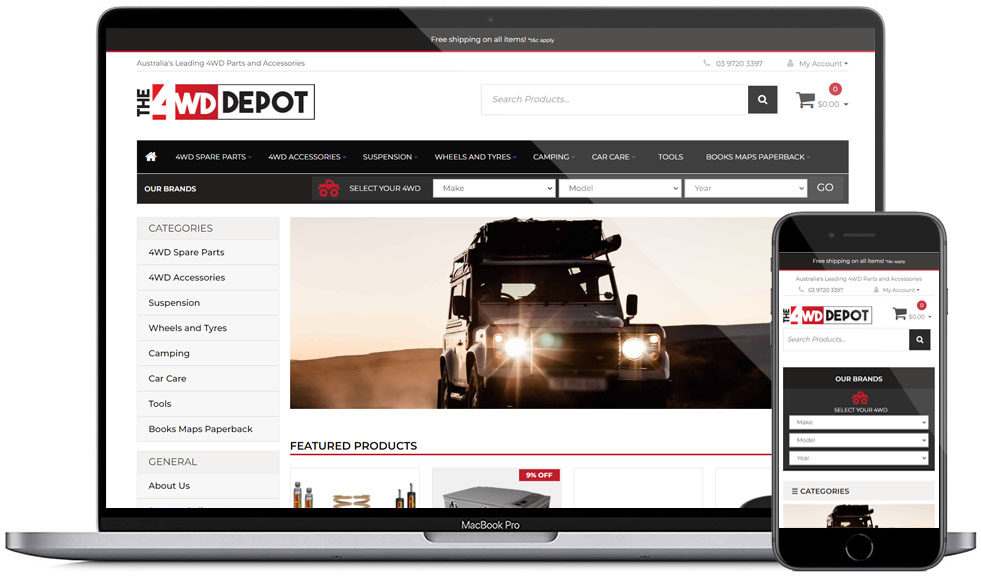 Free shipping on all items! *t&c apply
Australia's Leading 4WD Parts and Accessories
03 9720 3397
My Account
THE 4WD DEPOT
Search Products...
0
$0.00
4WD SPARE PARTS
4WD ACCESSORIES
SUSPENSION
WHEELS AND TYRES
CAMPING
CAR CARE
TOOLS
BOOKS MAPS PAPERBACK
OUR BRANDS
SELECT YOUR 4WD
Make
Model
Year
GO
CATEGORIES
4WD Spare Parts
4WD Accessories
Suspension
Wheels and Tyres
Camping
Car Care
Tools
Books Maps Paperback
GENERAL
About Us
FEATURED PRODUCTS
9% OFF
MacBook Pro
Free shipping on all items! *t&c apply
Australia's Leading 4WD Parts and Accessories
03 9720 3397
My Account
THE 4WD DEPOT
0
$0.00
Search Products...
OUR BRANDS
SELECT YOUR 4WD
Make
Model
Year
CATEGORIES